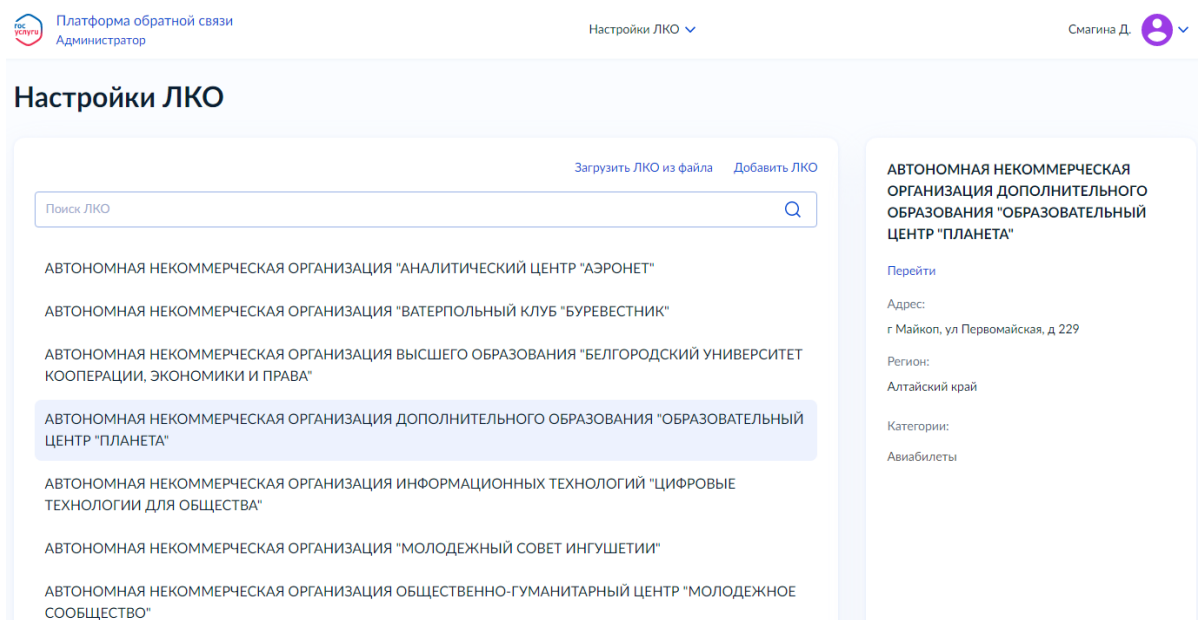 гос
услуги
Платформа обратной связи
Администратор
Настройки ЛКО
Смагина Д.
Настройки ЛКО
Загрузить ЛКО из файла
Добавить ЛКО
Поиск ЛКО
АВТОНОМНАЯ НЕКОММЕРЧЕСКАЯ ОРГАНИЗАЦИЯ "АНАЛИТИЧЕСКИЙ ЦЕНТР "АЭРОНЕТ"
АВТОНОМНАЯ НЕКОММЕРЧЕСКАЯ ОРГАНИЗАЦИЯ "ВАТЕРПОЛЬНЫЙ КЛУБ "БУРЕВЕСТНИК"
АВТОНОМНАЯ НЕКОММЕРЧЕСКАЯ ОРГАНИЗАЦИЯ ВЫСШЕГО ОБРАЗОВАНИЯ "БЕЛГОРОДСКИЙ УНИВЕРСИТЕТ
КООПЕРАЦИИ, ЭКОНОМИКИ И ПРАВА"
АВТОНОМНАЯ НЕКОММЕРЧЕСКАЯ ОРГАНИЗАЦИЯ ДОПОЛНИТЕЛЬНОГО ОБРАЗОВАНИЯ "ОБРАЗОВАТЕЛЬНЫЙ
ЦЕНТР "ПЛАНЕТА"
АВТОНОМНАЯ НЕКОММЕРЧЕСКАЯ ОРГАНИЗАЦИЯ ИНФОРМАЦИОННЫХ ТЕХНОЛОГИЙ "ЦИФРОВЫЕ
ТЕХНОЛОГИИ ДЛЯ ОБЩЕСТВА"
АВТОНОМНАЯ НЕКОММЕРЧЕСКАЯ ОРГАНИЗАЦИЯ "МОЛОДЕЖНЫЙ СОВЕТ ИНГУШЕТИИ"
АВТОНОМНАЯ НЕКОММЕРЧЕСКАЯ ОРГАНИЗАЦИЯ ОБЩЕСТВЕННО-ГУМАНИТАРНЫЙ ЦЕНТР "МОЛОДЕЖНОЕ
СООБЩЕСТВО"
АВТОНОМНАЯ НЕКОММЕРЧЕСКАЯ
ОРГАНИЗАЦИЯ ДОПОЛНИТЕЛЬНОГО
ОБРАЗОВАНИЯ "ОБРАЗОВАТЕЛЬНЫЙ
ЦЕНТР "ПЛАНЕТА"
Перейти
Адрес:
г Майкоп, ул Первомайская, д 229
Регион:
Алтайский край
Категории:
Авиабилеты